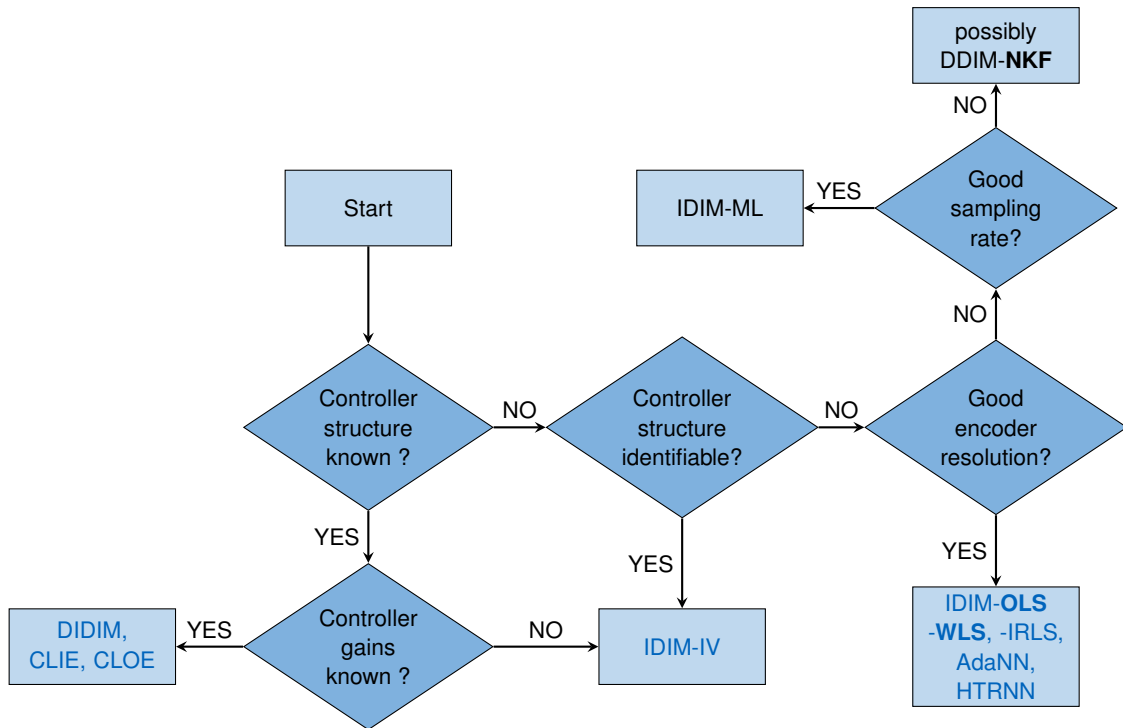 possibly
DDIM-NKF
NO
Good
sampling
rate?
YES
IDIM-ML
Start
NO
Controller
structure
known ?
NO
Controller
structure
identifiable?
NO
Good
encoder
resolution?
YES
YES
YES
Controller
gains
known ?
YES
DIDIM,
CLIE, CLOE
NO
IDIM-IV
IDIM-OLS
-WLS, -IRLS,
AdaNN,
HTRNN